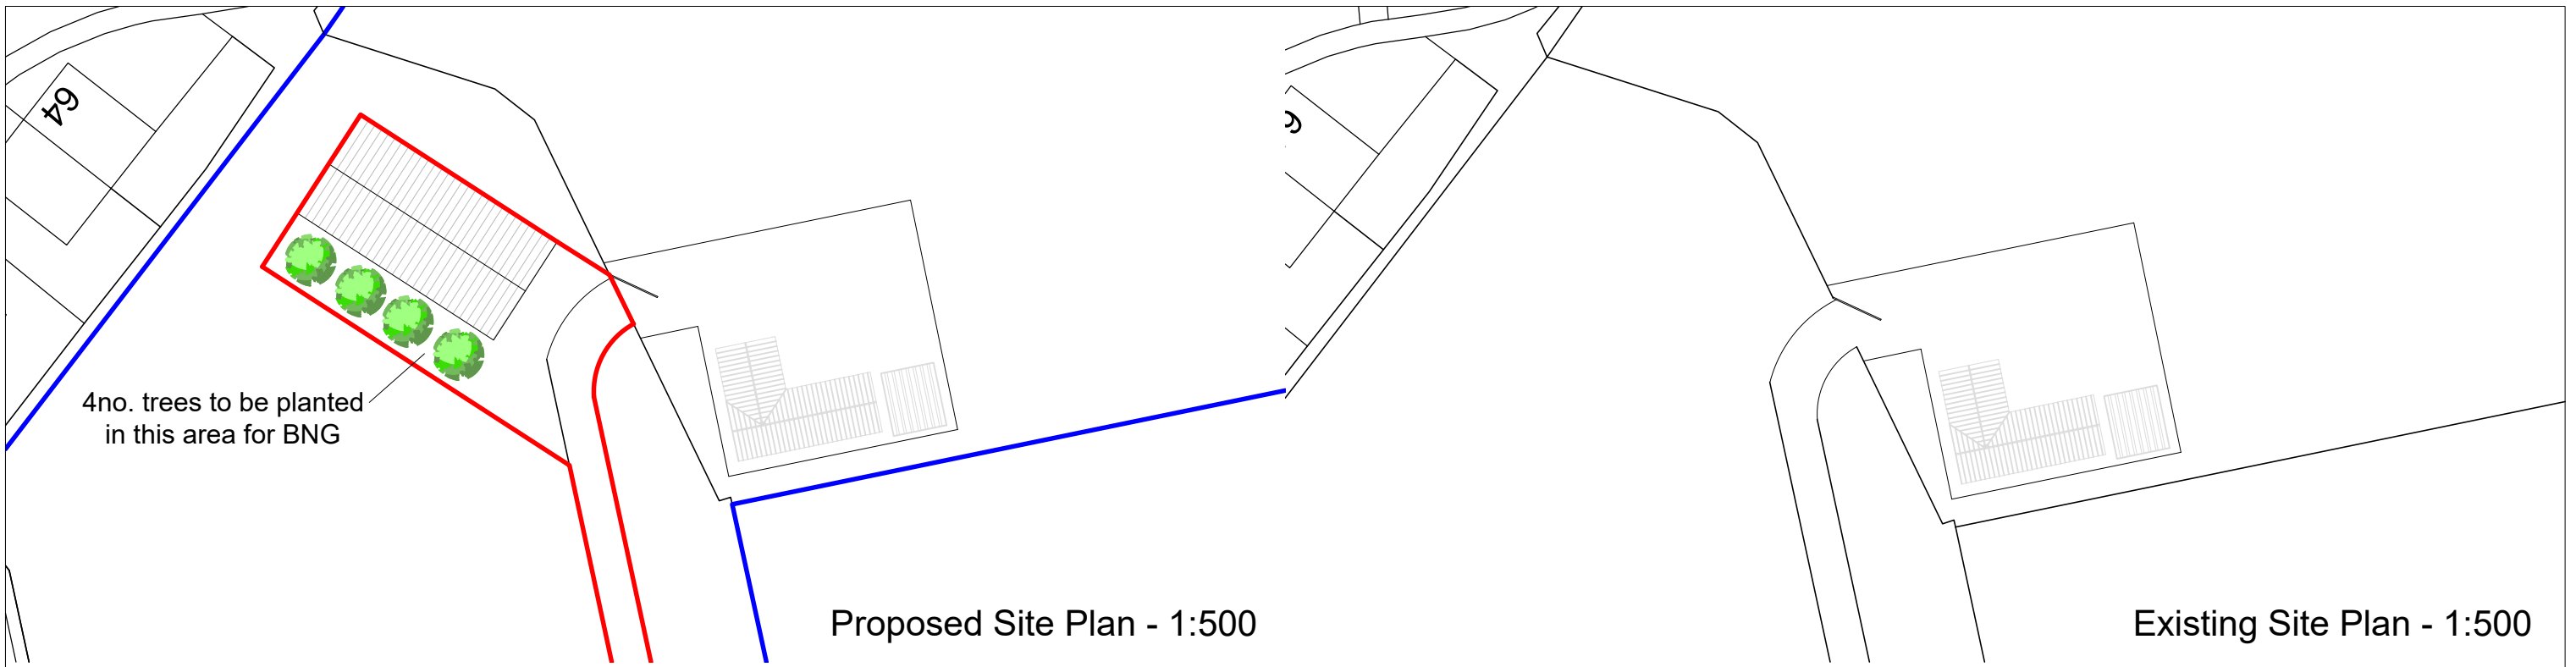 64
4no. trees to be planted
in this area for BNG
Proposed Site Plan - 1:500
Existing Site Plan - 1:500